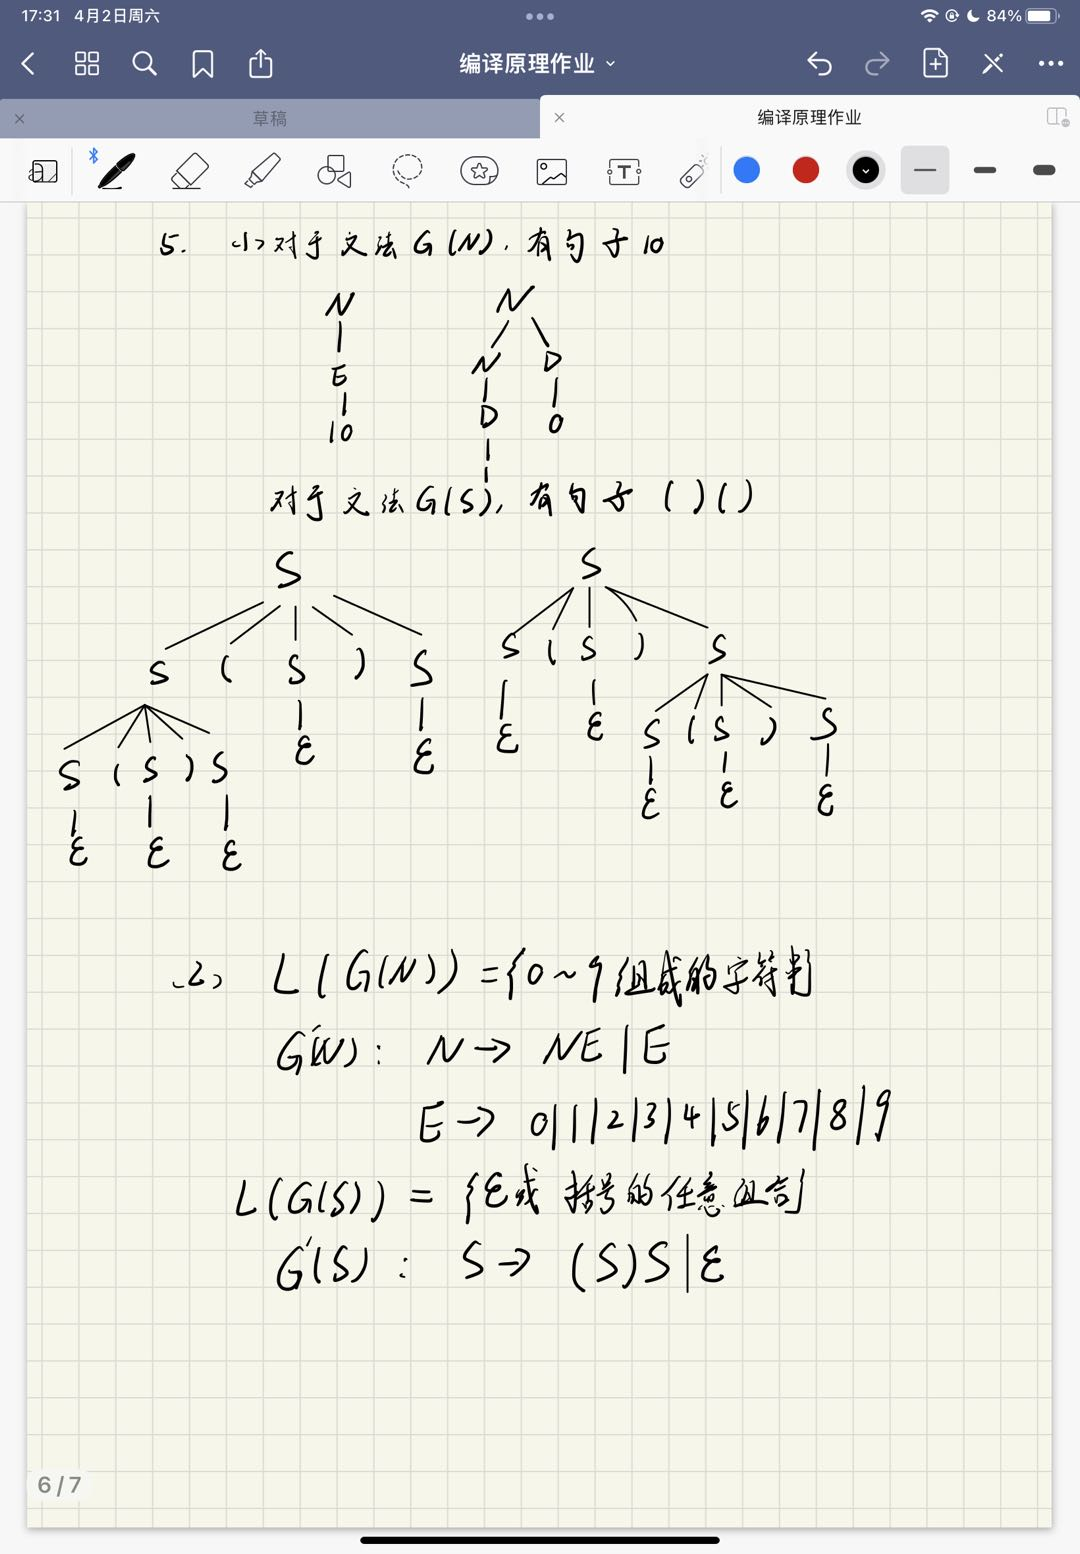 17:31 4月2日周六 84%
编译原理作业
草稿 编译原理作业
5. (1) 对于文法 G(N), 有句子 10
N N
E N D
10 D 0
1
对于文法 G(S), 有句子 ( ) ( )
S S
S ( S ) S S ( S ) S
ε ε ε ε S ( S ) S
S ( S ) S ε ε ε
ε ε ε
(2) L(G(N)) = {0~9组成的字符串}
G'(N): N → NE | E
E → 0|1|2|3|4|5|6|7|8|9
L(G(S)) = {ε或 括号的任意组合}
G'(S): S → (S)S | ε
6/7